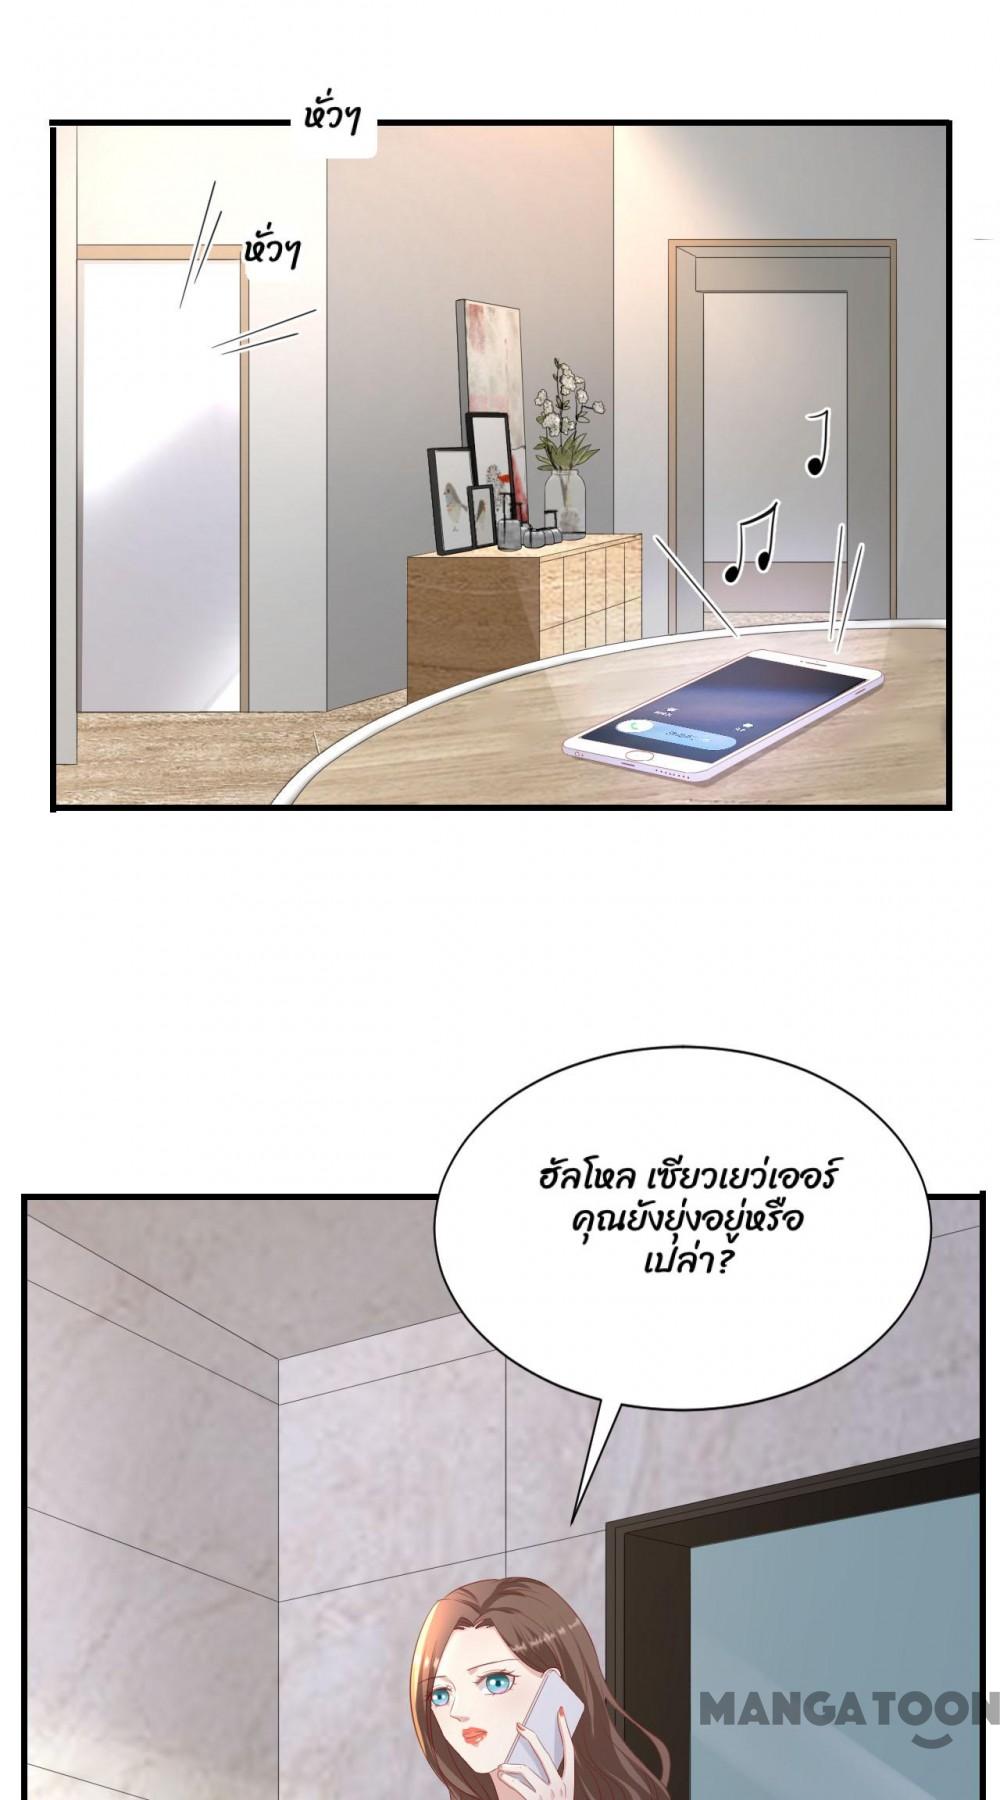 หั่วๆ
หั่วๆ
ฮัลโหล เซียวเยว่เออร์
คุณยังยุ่งอยู่หรือ
เปล่า?
MANGATOON